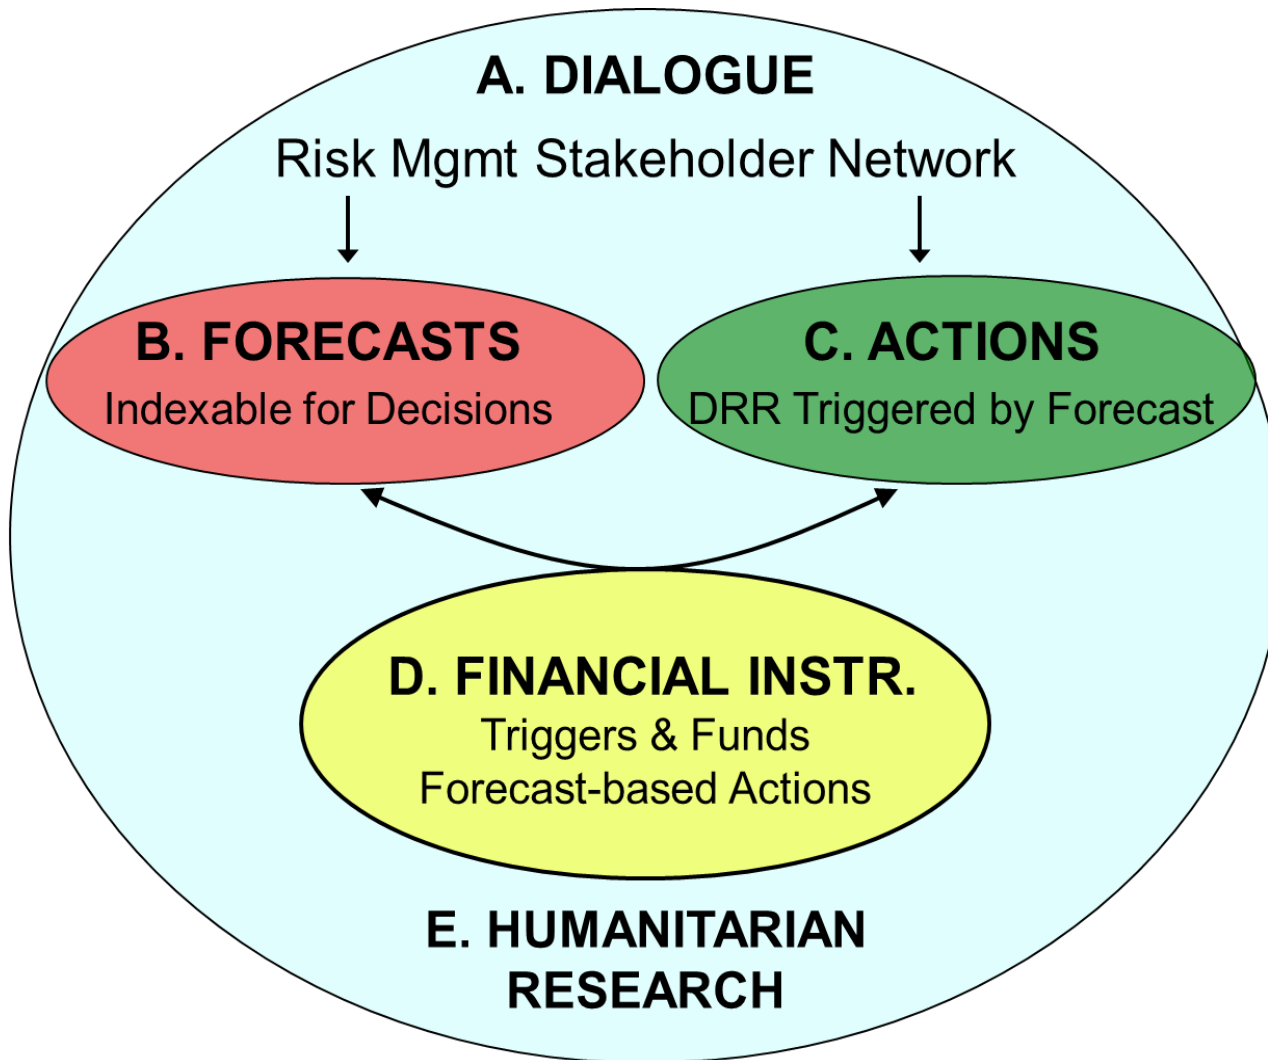 A. DIALOGUE
Risk Mgmt Stakeholder Network
B. FORECASTS
Indexable for Decisions
C. ACTIONS
DRR Triggered by Forecast
D. FINANCIAL INSTR.
Triggers & Funds
Forecast-based Actions
E. HUMANITARIAN
RESEARCH